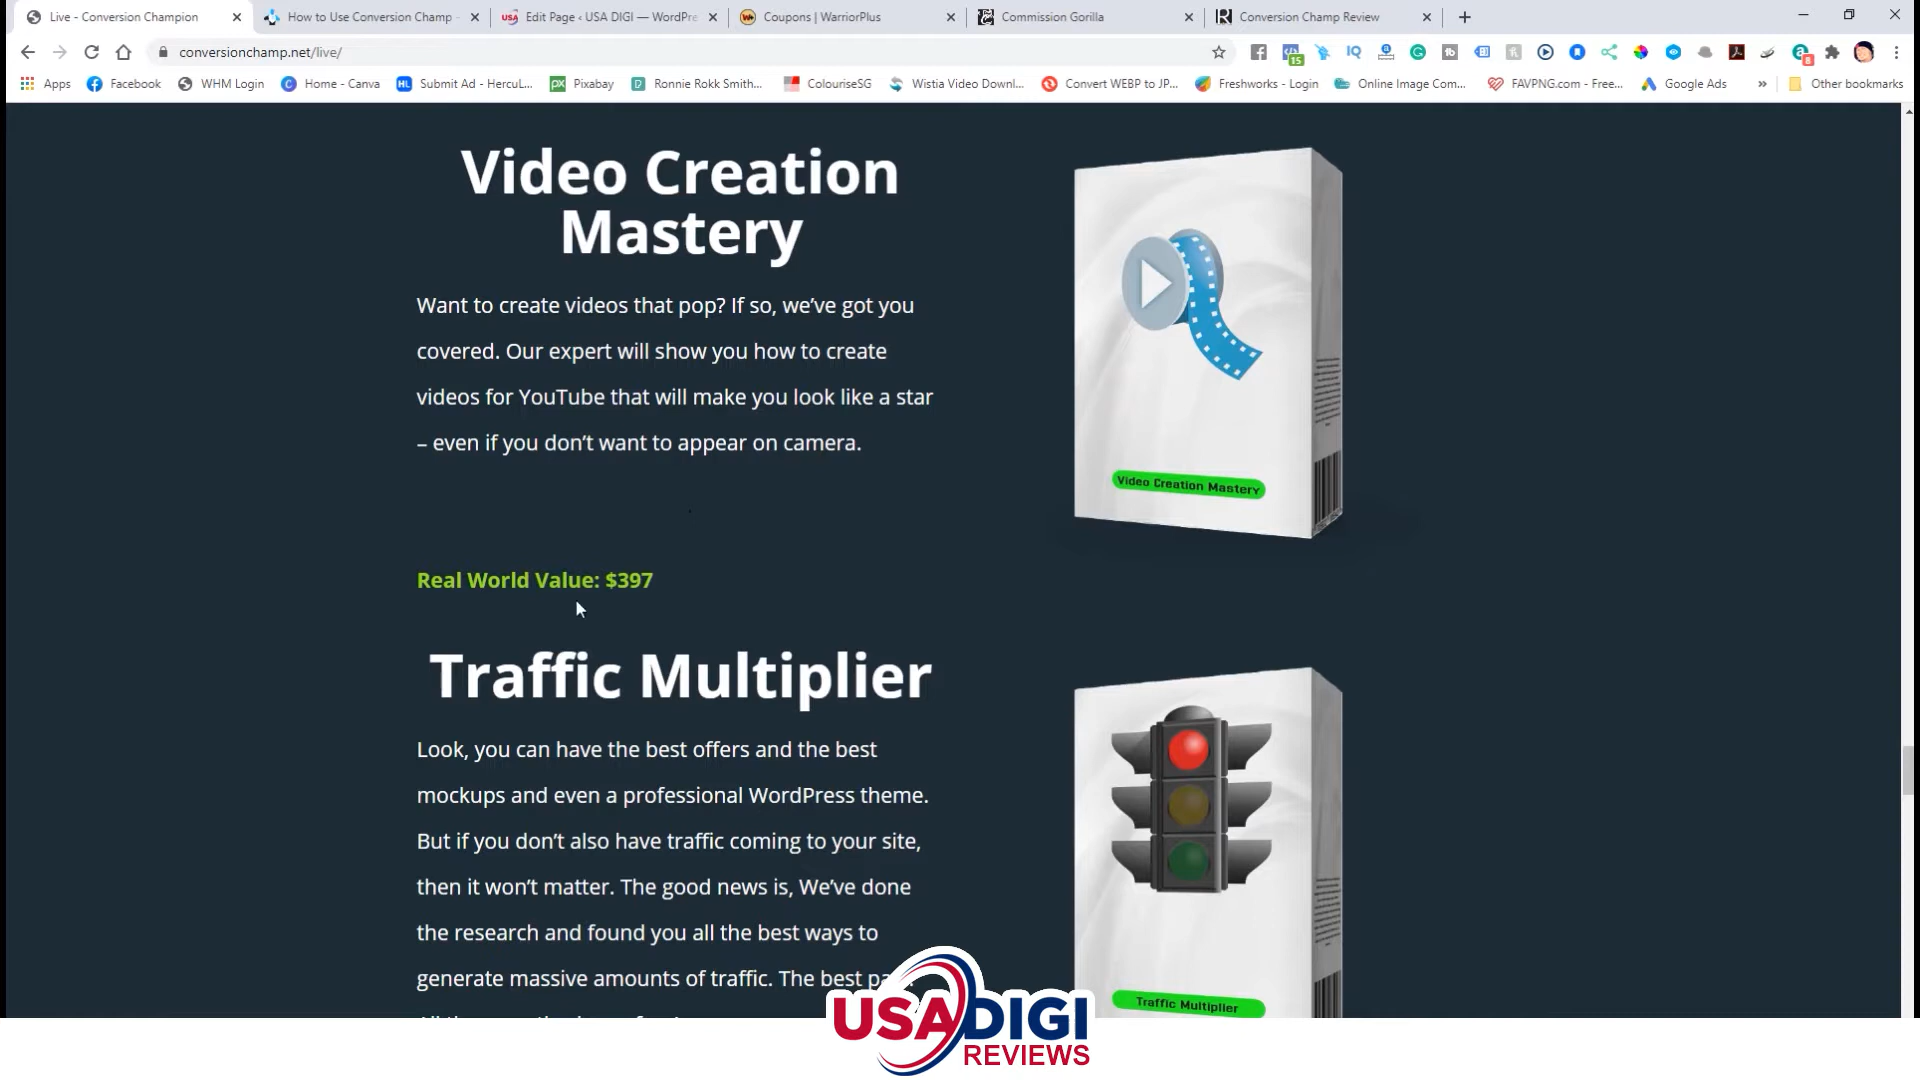 Live - Conversion Champion
How to Use Conversion Champ -
USA
Edit Page ‹ USA DIGI — WordPre
Coupons | WarriorPlus
Commission Gorilla
Conversion Champ Review
conversionchamp.net/live/
IQ
15
8
Apps
Facebook
WHM Login
Home - Canva
HL
Submit Ad - HercuL...
px
Pixabay
Ronnie Rokk Smith...
ColouriseSG
Wistia Video Downl...
Convert WEBP to JP...
Freshworks - Login
Online Image Com...
FAVPNG.com - Free...
Google Ads
»
Other bookmarks
Video Creation
Mastery
Want to create videos that pop? If so, we’ve got you
covered. Our expert will show you how to create
videos for YouTube that will make you look like a star
– even if you don’t want to appear on camera.
Video Creation Mastery
Real World Value: $397
Traffic Multiplier
Look, you can have the best offers and the best
mockups and even a professional WordPress theme.
But if you don’t also have traffic coming to your site,
then it won’t matter. The good news is, We’ve done
the research and found you all the best ways to
generate massive amounts of traffic. The best
Traffic Multiplier
USADIGI
REVIEWS